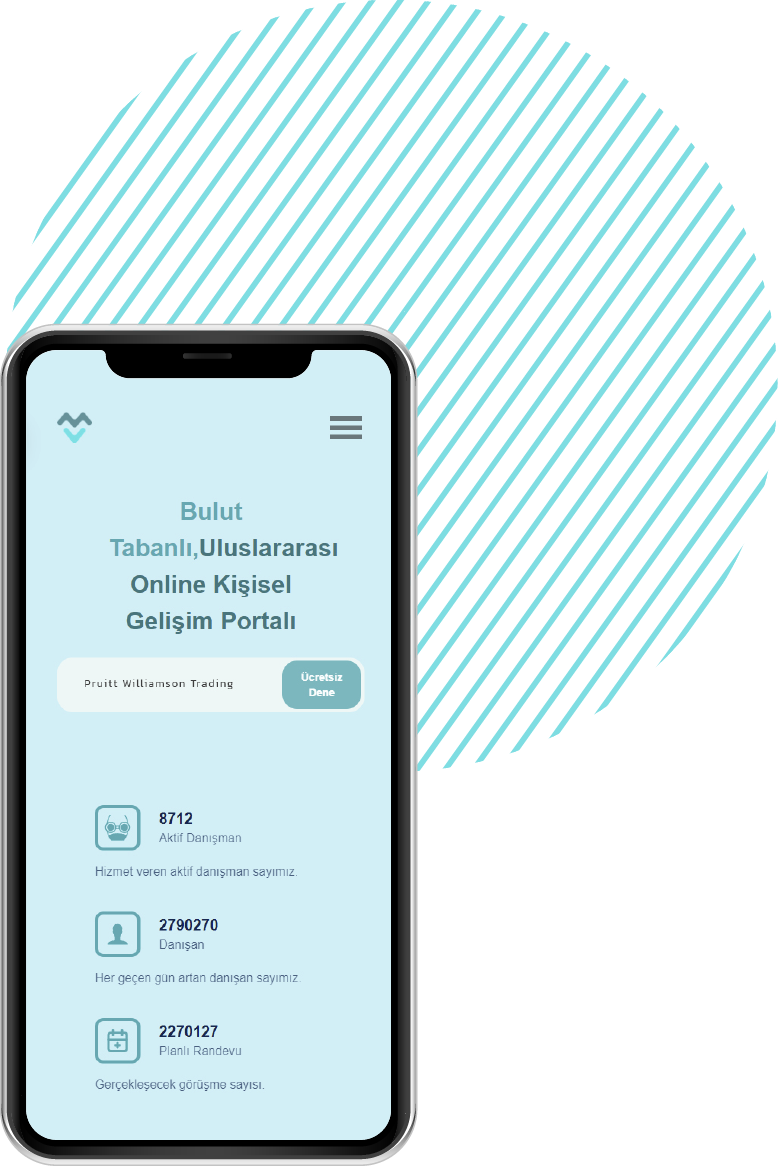 Bulut
Tabanlı,Uluslararası
Online Kişisel
Gelişim Portalı
Pruitt Williamson Trading
Ücretsiz
Dene
8712
Aktif Danışman
Hizmet veren aktif danışman sayımız.
2790270
Danışan
Her geçen gün artan danışan sayımız.
2270127
Planlı Randevu
Gerçekleşecek görüşme sayısı.